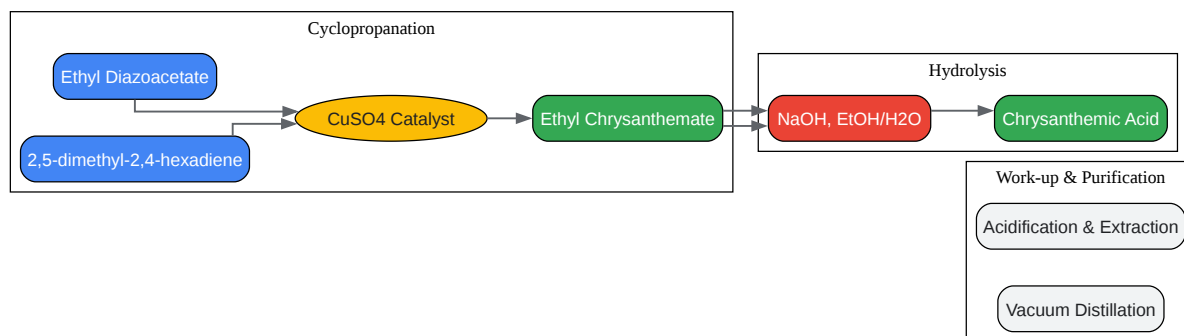 Cyclopropanation
Ethyl Diazoacetate
2,5-dimethyl-2,4-hexadiene
CuSO4 Catalyst
Ethyl Chrysanthemate
Hydrolysis
NaOH, EtOH/H2O
Chrysanthemic Acid
Work-up & Purification
Acidification & Extraction
Vacuum Distillation